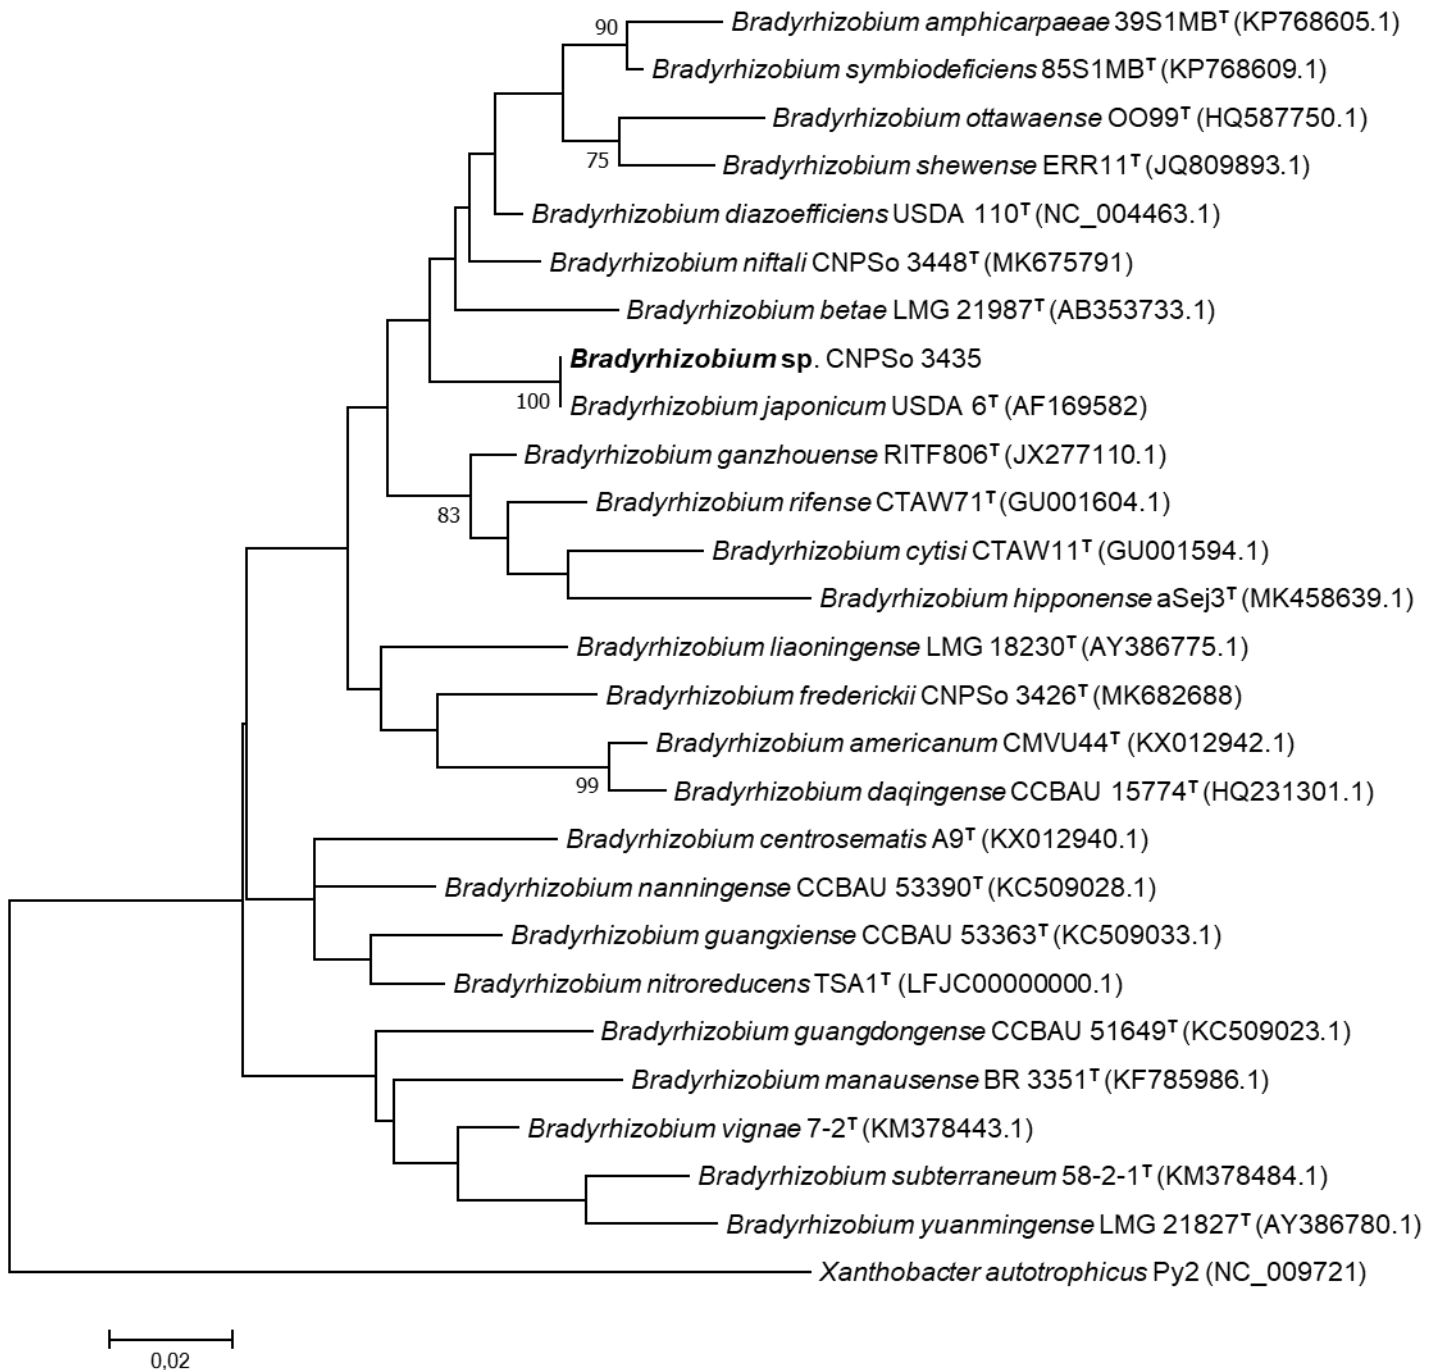 90
Bradyrhizobium amphicarpaeae 39S1MBᵀ (KP768605.1)
Bradyrhizobium symbiodeficiens 85S1MBᵀ (KP768609.1)
Bradyrhizobium ottawaense OO99ᵀ (HQ587750.1)
75
Bradyrhizobium shewense ERR11ᵀ (JQ809893.1)
Bradyrhizobium diazoefficiens USDA 110ᵀ (NC_004463.1)
Bradyrhizobium niftali CNPSo 3448ᵀ (MK675791)
Bradyrhizobium betae LMG 21987ᵀ (AB353733.1)
Bradyrhizobium sp. CNPSo 3435
100
Bradyrhizobium japonicum USDA 6ᵀ (AF169582)
Bradyrhizobium ganzhouense RITF806ᵀ (JX277110.1)
Bradyrhizobium rifense CTAW71ᵀ (GU001604.1)
83
Bradyrhizobium cytisi CTAW11ᵀ (GU001594.1)
Bradyrhizobium hipponense aSej3ᵀ (MK458639.1)
Bradyrhizobium liaoningense LMG 18230ᵀ (AY386775.1)
Bradyrhizobium frederickii CNPSo 3426ᵀ (MK682688)
Bradyrhizobium americanum CMVU44ᵀ (KX012942.1)
99
Bradyrhizobium daqingense CCBAU 15774ᵀ (HQ231301.1)
Bradyrhizobium centrosematis A9ᵀ (KX012940.1)
Bradyrhizobium nanningense CCBAU 53390ᵀ (KC509028.1)
Bradyrhizobium guangxiense CCBAU 53363ᵀ (KC509033.1)
Bradyrhizobium nitroreducens TSA1ᵀ (LFJC00000000.1)
Bradyrhizobium guangdongense CCBAU 51649ᵀ (KC509023.1)
Bradyrhizobium manausense BR 3351ᵀ (KF785986.1)
Bradyrhizobium vignae 7-2ᵀ (KM378443.1)
Bradyrhizobium subterraneum 58-2-1ᵀ (KM378484.1)
Bradyrhizobium yuanmingense LMG 21827ᵀ (AY386780.1)
Xanthobacter autotrophicus Py2 (NC_009721)
0,02